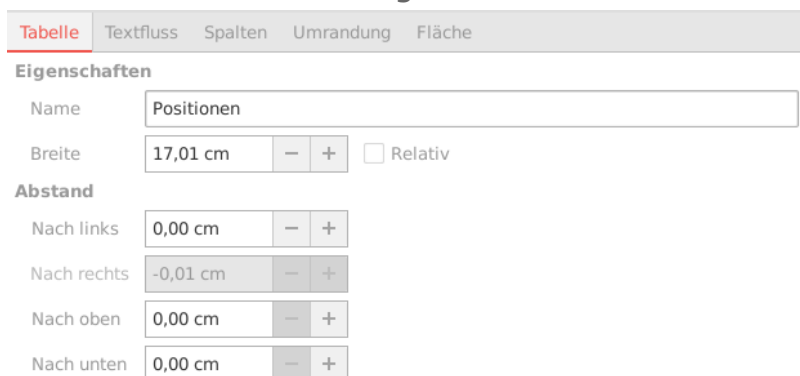 Tabelle Textfluss Spalten Umrandung Fläche
Eigenschaften
Name Positionen
Breite 17,01 cm − + Relativ
Abstand
Nach links 0,00 cm − +
Nach rechts -0,01 cm − +
Nach oben 0,00 cm − +
Nach unten 0,00 cm − +